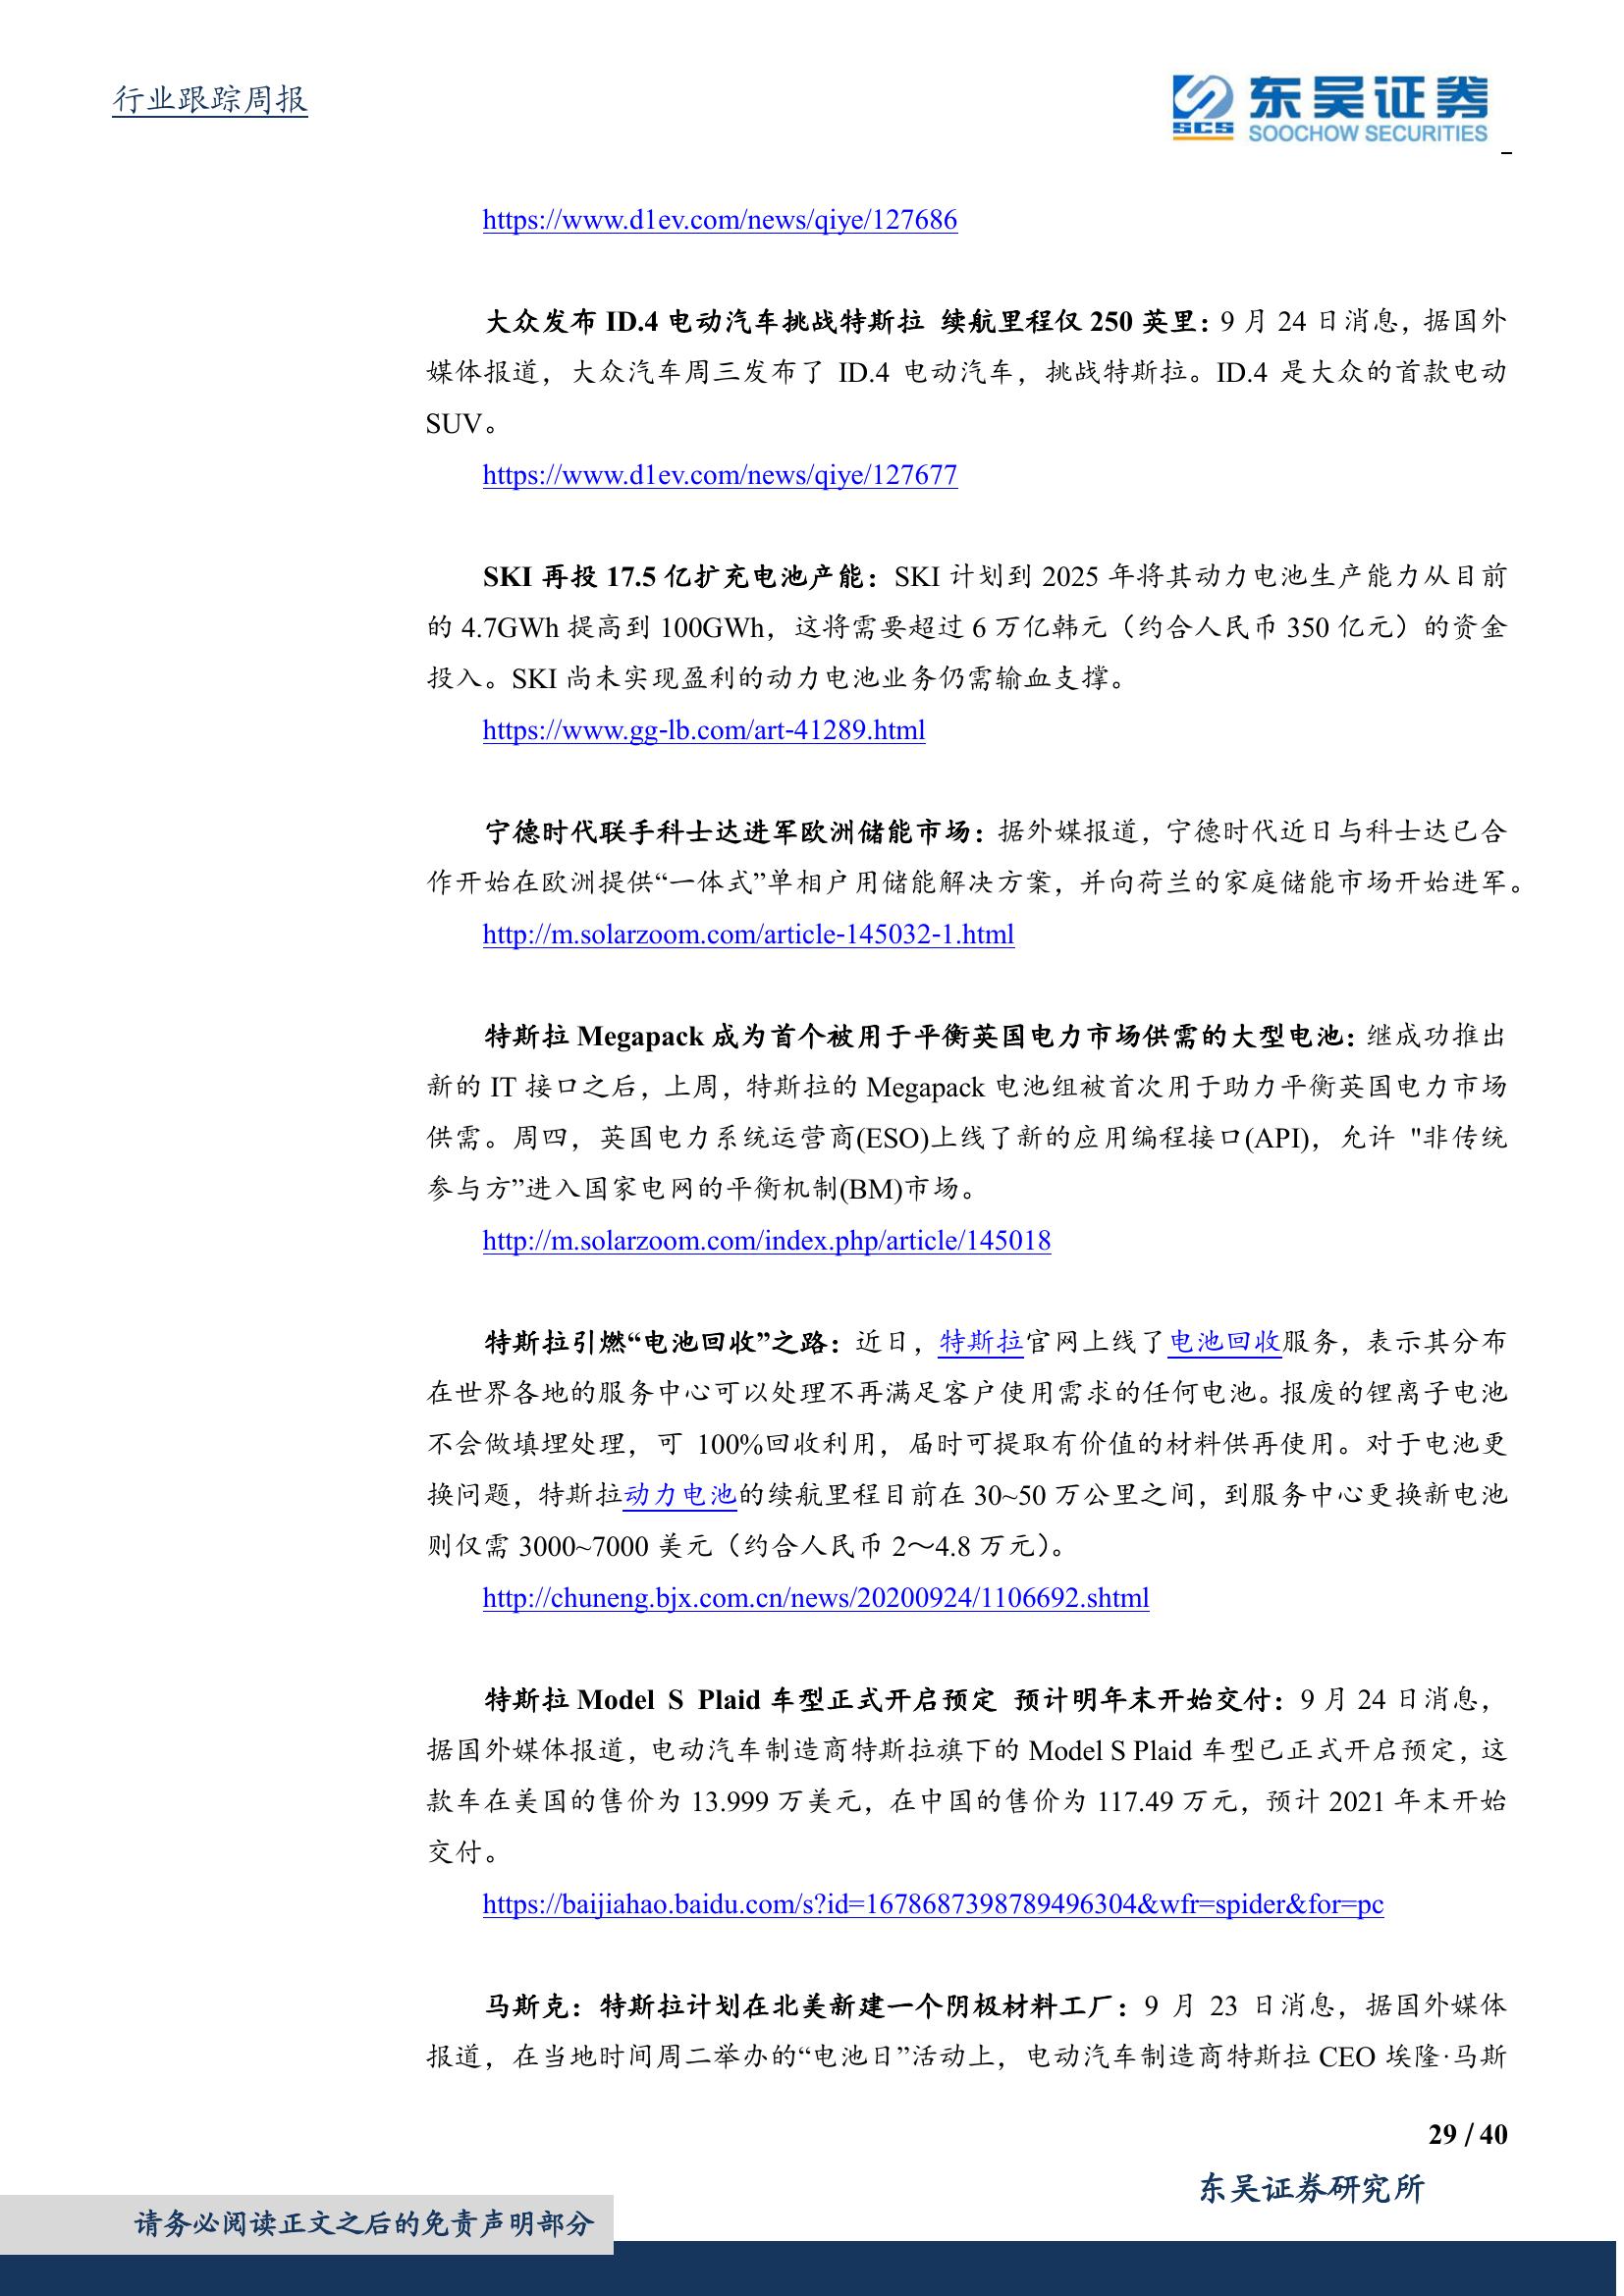 行业跟踪周报
SCS
东吴证券
SOOCHOW SECURITIES
https://www.d1ev.com/news/qiye/127686
大众发布 ID.4 电动汽车挑战特斯拉 续航里程仅 250 英里：9 月 24 日消息，据国外
媒体报道，大众汽车周三发布了 ID.4 电动汽车，挑战特斯拉。ID.4 是大众的首款电动
SUV。
https://www.d1ev.com/news/qiye/127677
SKI 再投 17.5 亿扩充电池产能：SKI 计划到 2025 年将其动力电池生产能力从目前
的 4.7GWh 提高到 100GWh，这将需要超过 6 万亿韩元（约合人民币 350 亿元）的资金
投入。SKI 尚未实现盈利的动力电池业务仍需输血支撑。
https://www.gg-lb.com/art-41289.html
宁德时代联手科士达进军欧洲储能市场：据外媒报道，宁德时代近日与科士达已合
作开始在欧洲提供“一体式”单相户用储能解决方案，并向荷兰的家庭储能市场开始进军。
http://m.solarzoom.com/article-145032-1.html
特斯拉 Megapack 成为首个被用于平衡英国电力市场供需的大型电池：继成功推出
新的 IT 接口之后，上周，特斯拉的 Megapack 电池组被首次用于助力平衡英国电力市场
供需。周四，英国电力系统运营商(ESO)上线了新的应用编程接口(API)，允许 "非传统
参与方”进入国家电网的平衡机制(BM)市场。
http://m.solarzoom.com/index.php/article/145018
特斯拉引燃“电池回收”之路：近日，特斯拉官网上线了电池回收服务，表示其分布
在世界各地的服务中心可以处理不再满足客户使用需求的任何电池。报废的锂离子电池
不会做填埋处理，可 100%回收利用，届时可提取有价值的材料供再使用。对于电池更
换问题，特斯拉动力电池的续航里程目前在 30~50 万公里之间，到服务中心更换新电池
则仅需 3000~7000 美元（约合人民币 2～4.8 万元）。
http://chuneng.bjx.com.cn/news/20200924/1106692.shtml
特斯拉 Model S Plaid 车型正式开启预定 预计明年末开始交付：9 月 24 日消息，
据国外媒体报道，电动汽车制造商特斯拉旗下的 Model S Plaid 车型已正式开启预定，这
款车在美国的售价为 13.999 万美元，在中国的售价为 117.49 万元，预计 2021 年末开始
交付。
https://baijiahao.baidu.com/s?id=1678687398789496304&wfr=spider&for=pc
马斯克：特斯拉计划在北美新建一个阴极材料工厂：9 月 23 日消息，据国外媒体
报道，在当地时间周二举办的“电池日”活动上，电动汽车制造商特斯拉 CEO 埃隆·马斯
29 / 40
东吴证券研究所
请务必阅读正文之后的免责声明部分